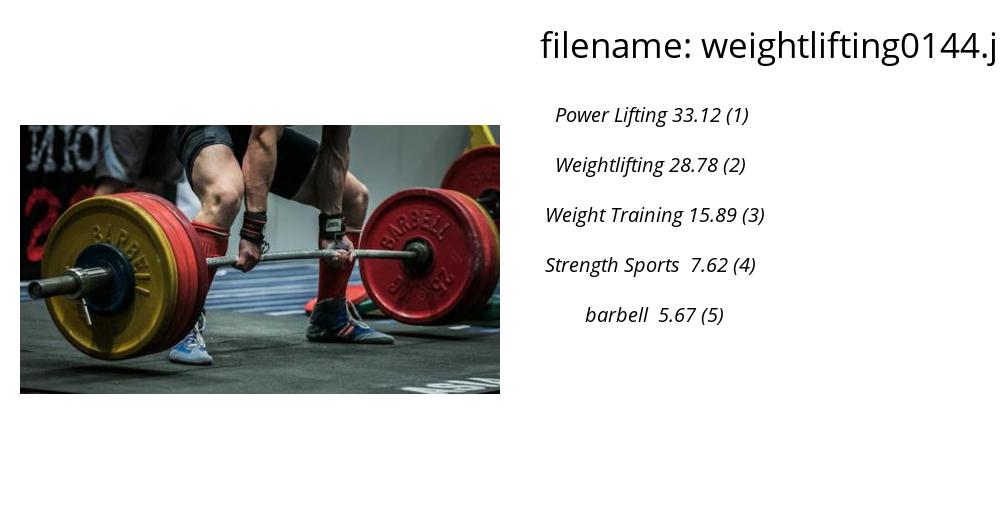 filename: weightlifting0144.j
Power Lifting 33.12 (1)
Weightlifting 28.78 (2)
Weight Training 15.89 (3)
Strength Sports 7.62 (4)
barbell 5.67 (5)
ИЮ
BARBELL
BARBELL
25